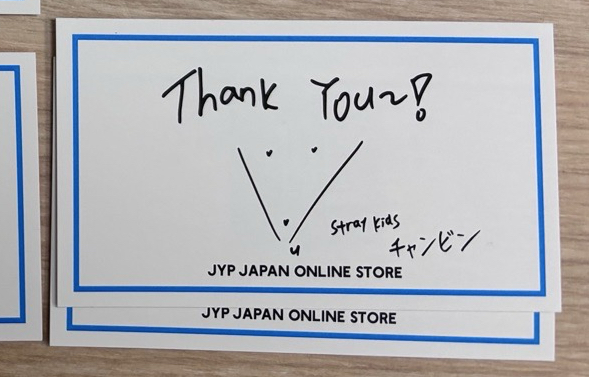 Thank You~!
Stray Kids
チャンビン
JYP JAPAN ONLINE STORE
JYP JAPAN ONLINE STORE